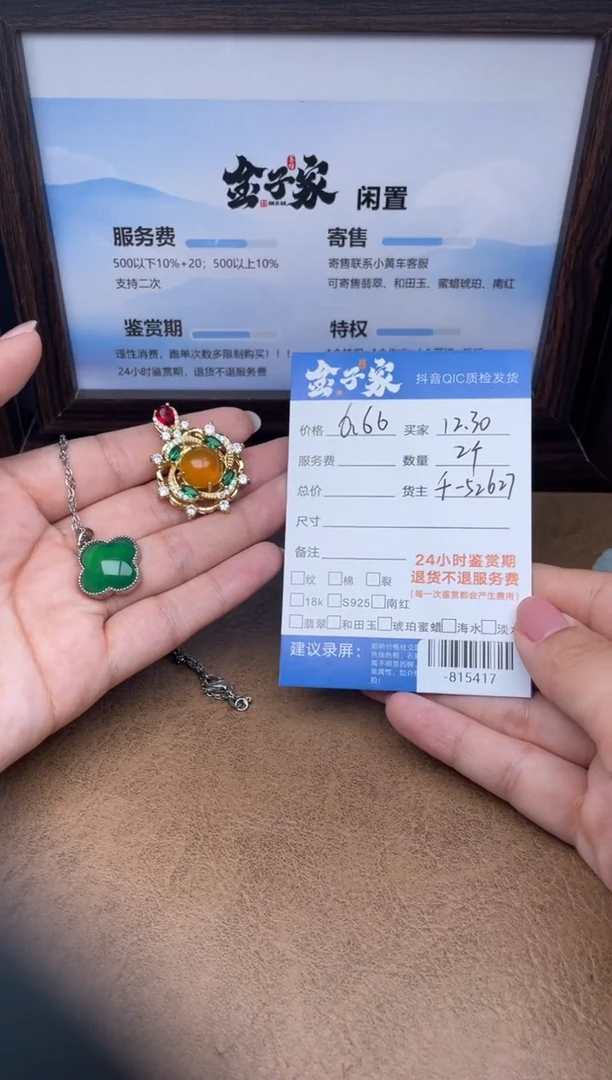 金子家 闲置
服务费
500以下10%+20；500以上10%
支持二次
寄售
寄售联系小黄车客服
可寄售翡翠、和田玉、蜜蜡琥珀、南红
鉴赏期
理性消费，跑单次数多限制购买！！！
24小时鉴赏期，退货不退服务费
特权
金子家 抖音QIC质检发货
价格 买家 12.30
服务费 数量 2件
总价 货主 千-52627
尺寸
备注
24小时鉴赏期
退货不退服务费
(每一次鉴赏都会产生费用)
纹 棉 裂
18k S925 南红
翡翠 和田玉 琥珀蜜蜡 海水 淡水
建议录屏：
-815417